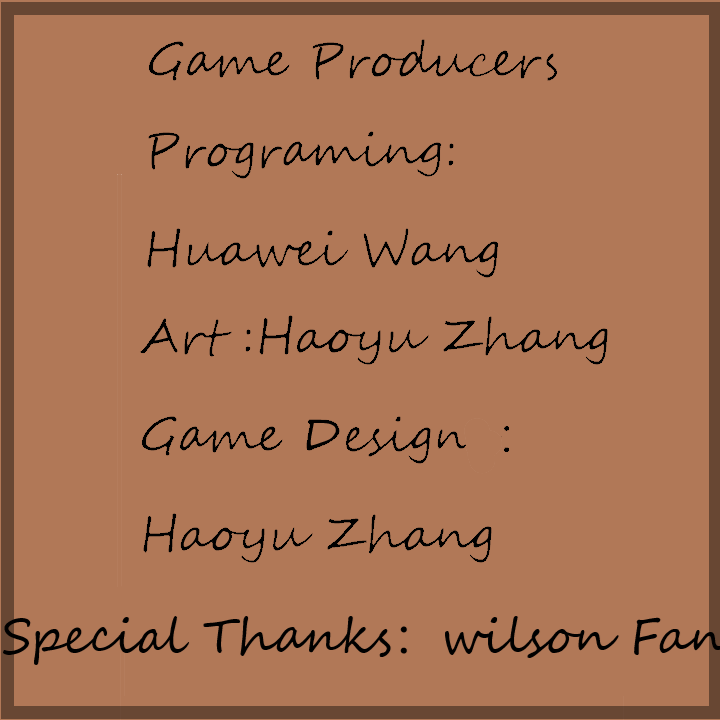 Game Producers
Programing:
Huawei Wang
Art :Haoyu Zhang
Game Design :
Haoyu Zhang
Special Thanks: wilson Fan